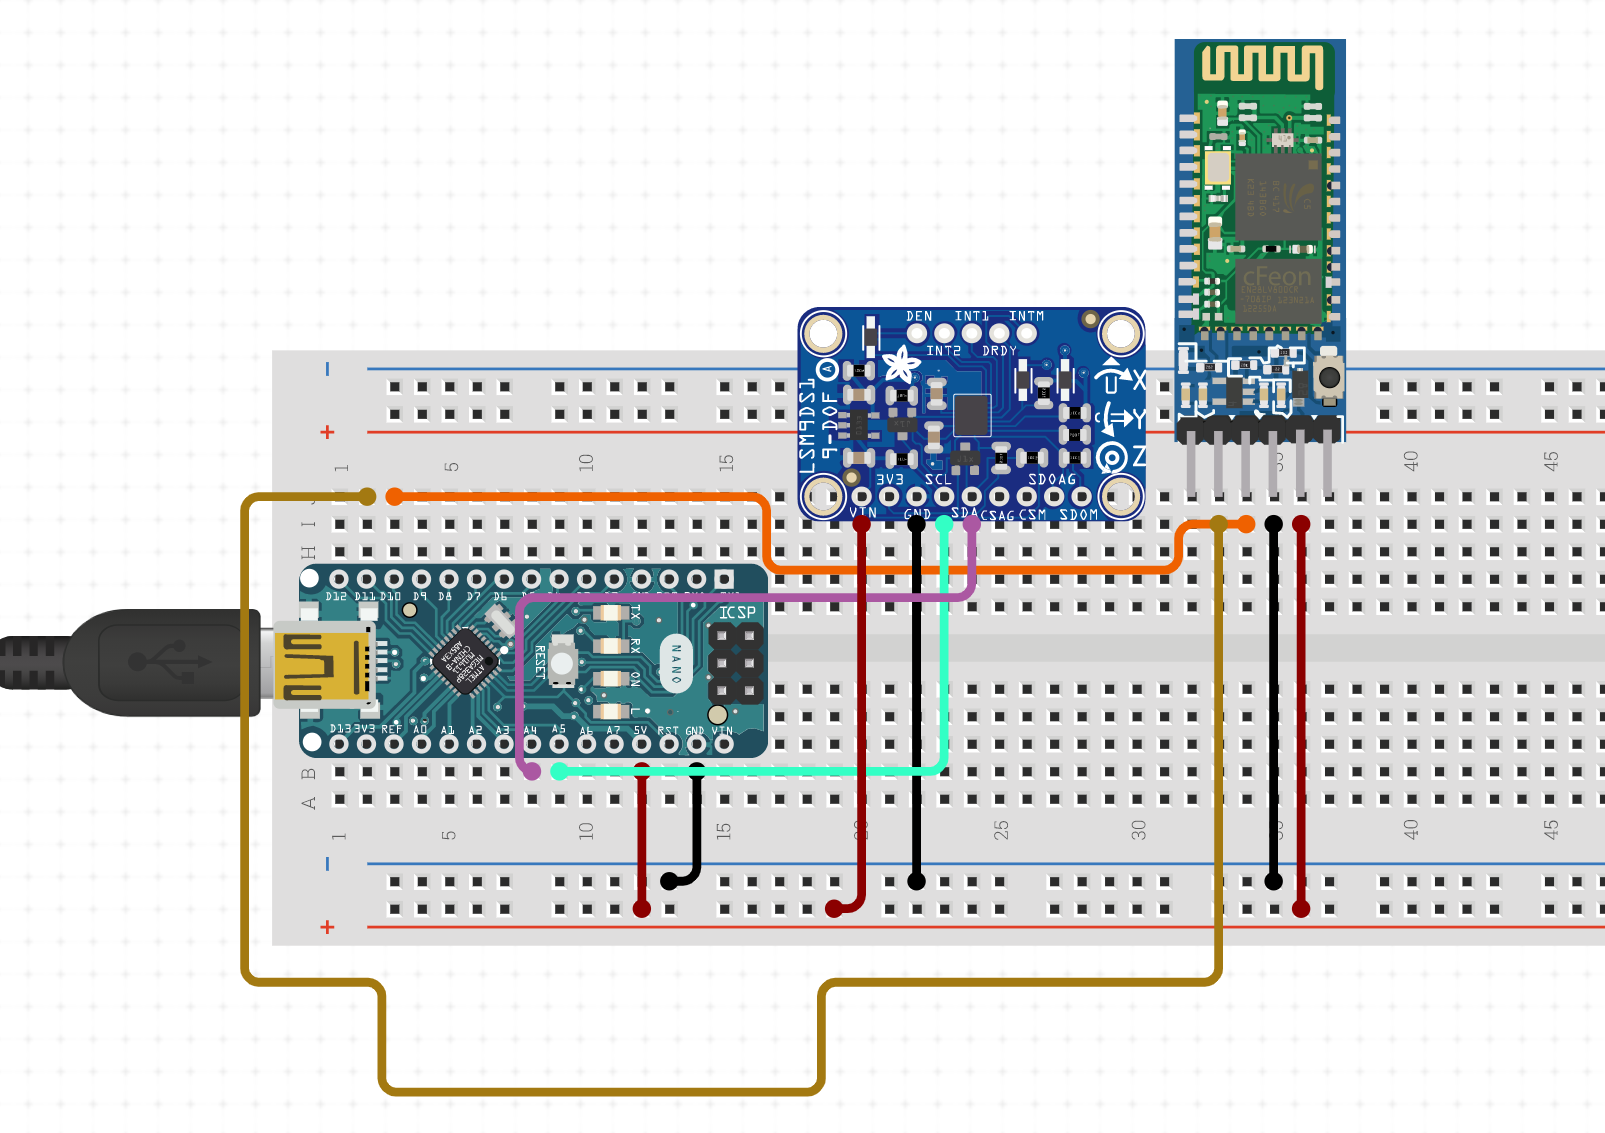 cFeon
DEN INT1 INTM
INT2 DRDY
LSM9DS1
9-DOF
A
X
Y
Z
3V3 SCL SDOAG
VIN GND SDA CSAG CSM SDOM
-
+
1 5 10 15 40 45
J
I
H
D12 D11 D10 D9 D8 D7 D6
ICSP
TX
RX
ON
L
RESET
NANO
ATMEL
D13 3V3 REF A0 A1 A2 A3 A4 A5 A6 A7 5V RST GND VIN
B
A
1 5 10 15 25 30 40 45
-
+